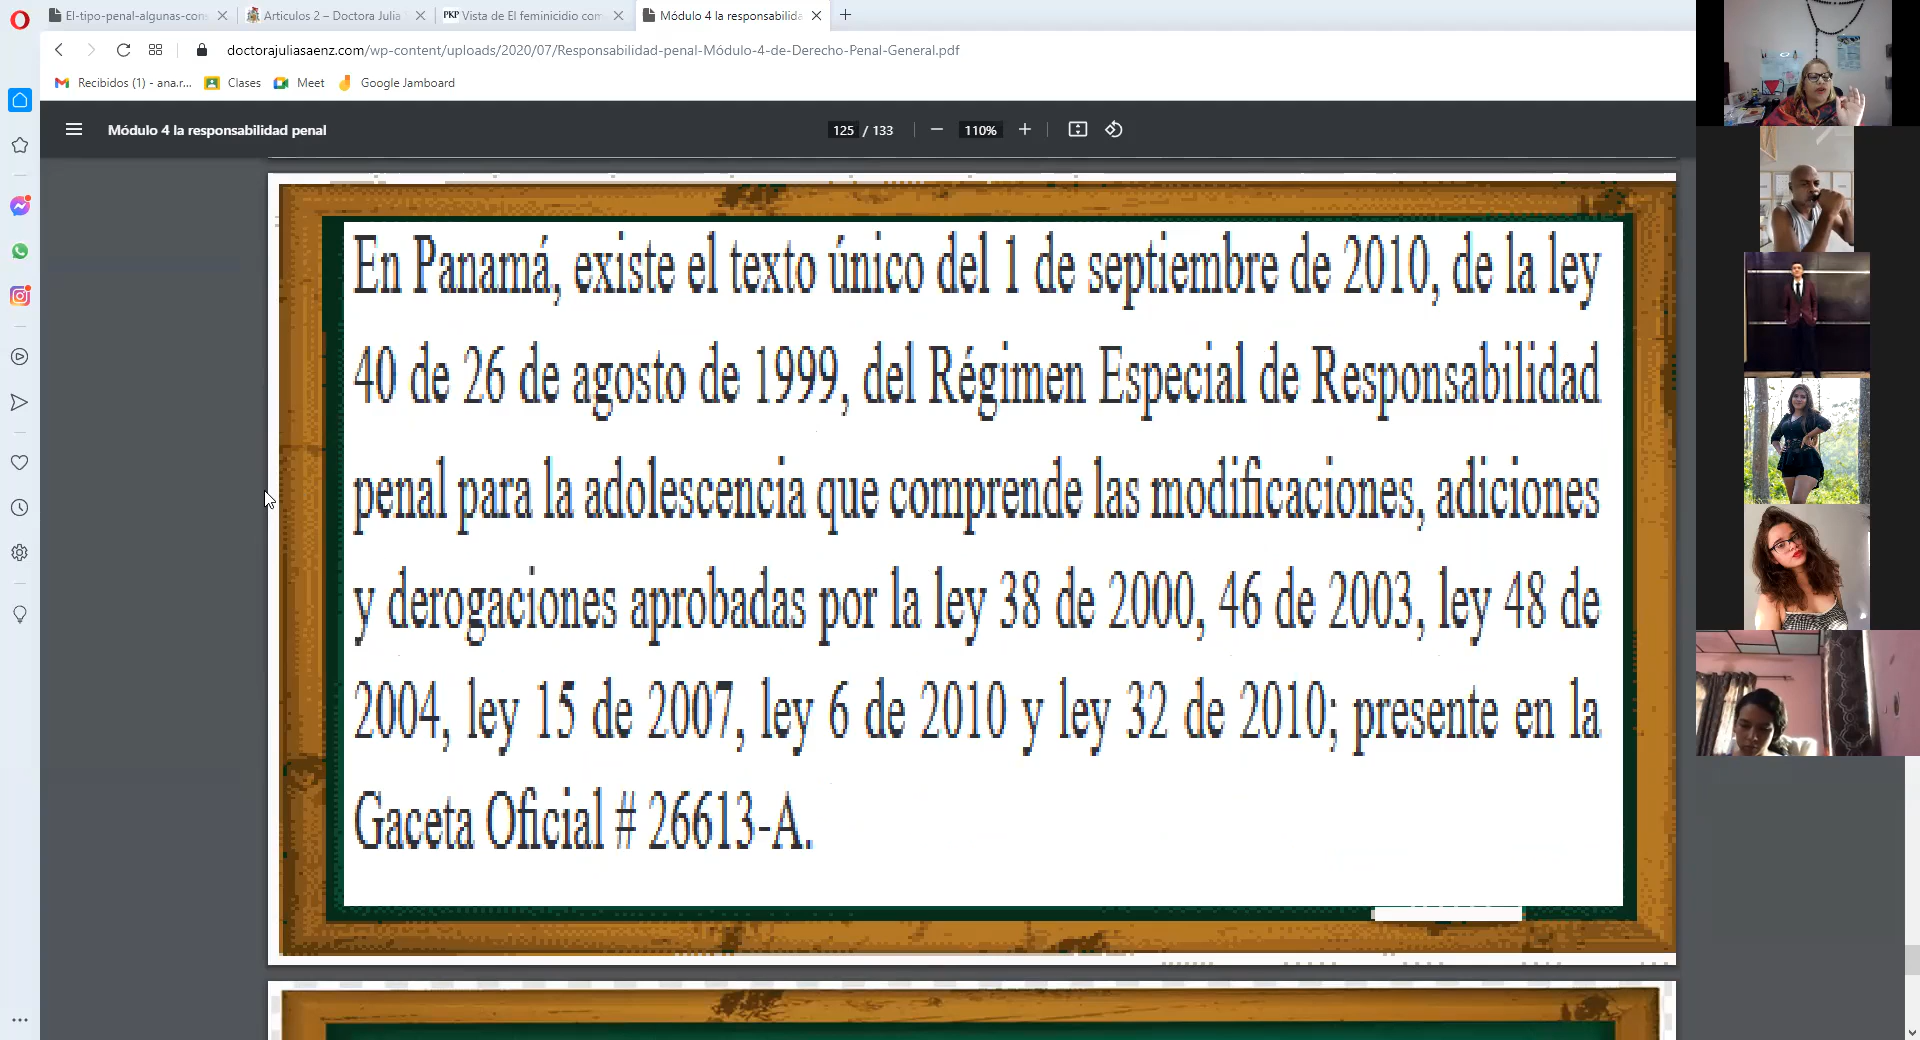 El-tipo-penal-algunas-cons
Articulos 2 – Doctora Julia
PKP Vista de El feminicidio com
Módulo 4 la responsabilida
doctorajuliasaenz.com/wp-content/uploads/2020/07/Responsabilidad-penal-Módulo-4-de-Derecho-Penal-General.pdf
Recibidos (1) - ana.r...
Clases
Meet
Google Jamboard
Módulo 4 la responsabilidad penal
125 / 133
110%
En Panamá, existe el texto único del 1 de septiembre de 2010, de la ley
40 de 26 de agosto de 1999, del Régimen Especial de Responsabilidad
penal para la adolescencia que comprende las modificaciones, adiciones
y derogaciones aprobadas por la ley 38 de 2000, 46 de 2003, ley 48 de
2004, ley 15 de 2007, ley 6 de 2010 y ley 32 de 2010; presente en la
Gaceta Oficial # 26613-A.